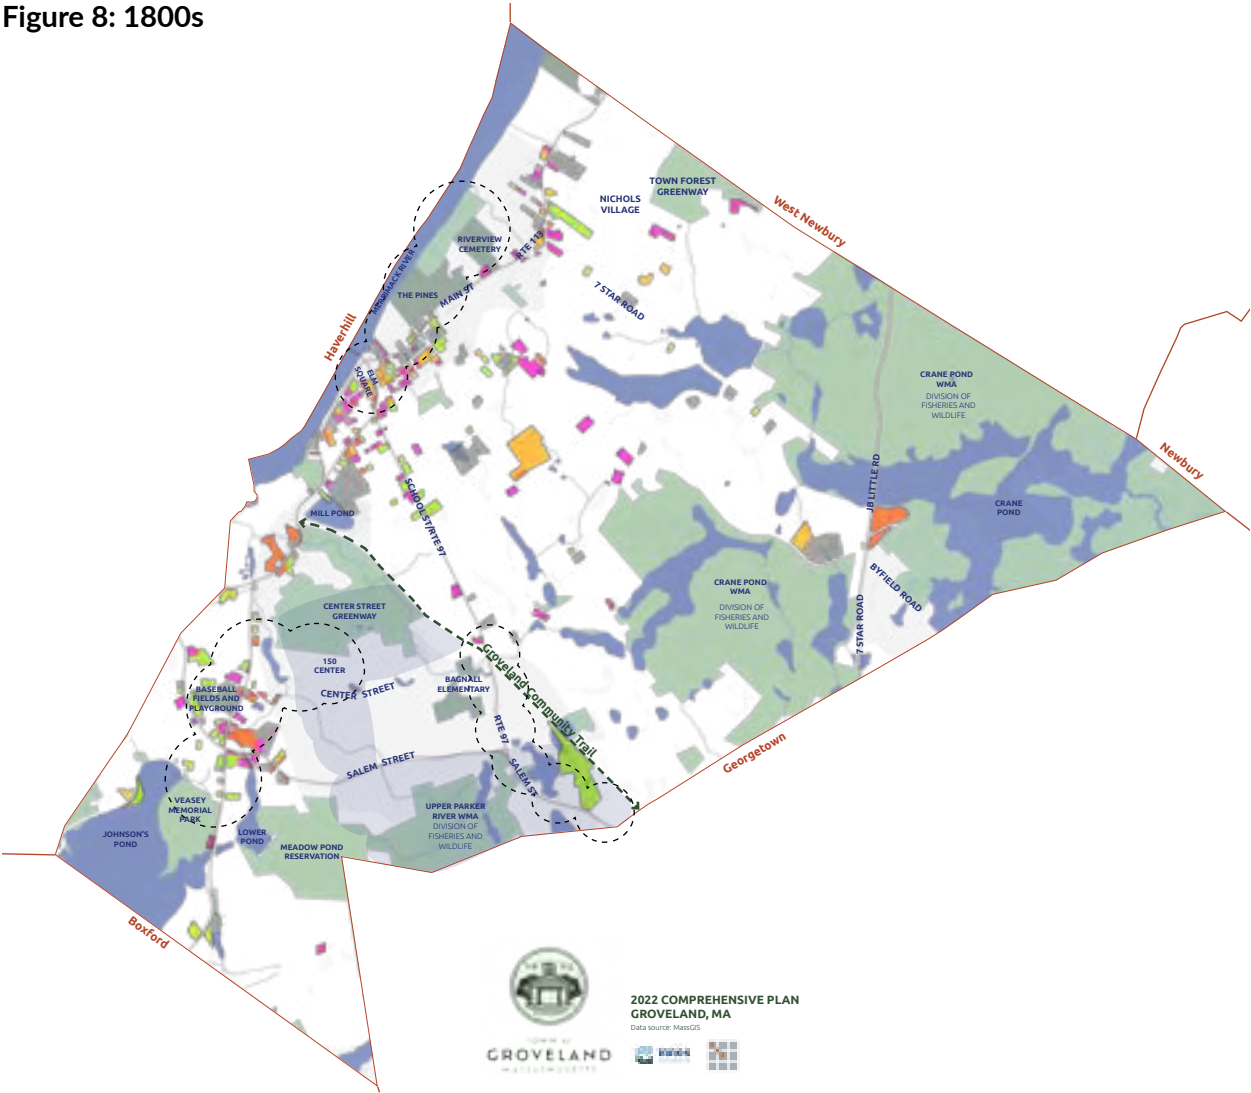 Figure 8: 1800s
TOWN FOREST
GREENWAY
NICHOLS
VILLAGE
West Newbury
RIVERVIEW
CEMETERY
RTE 113
MERRIMACK RIVER
THE PINES
MAIN ST
7 STAR ROAD
Haverhill
ELM
SQUARE
CRANE POND
WMA
DIVISION OF
FISHERIES AND
WILDLIFE
Newbury
JB LITTLE RD
CRANE
POND
SCHOOL ST/RTE 97
MILL POND
CRANE POND
WMA
DIVISION OF
FISHERIES AND
WILDLIFE
BYFIELD ROAD
7 STAR ROAD
CENTER STREET
GREENWAY
150
CENTER
CENTER STREET
BAGNALL
ELEMENTARY
Groveland Community Trail
BASEBALL
FIELDS AND
PLAYGROUND
RTE 97
SALEM STREET
SALEM ST
Georgetown
VEASEY
MEMORIAL
PARK
UPPER PARKER
RIVER WMA
DIVISION OF
FISHERIES AND
WILDLIFE
JOHNSON'S
POND
LOWER
POND
MEADOW POND
RESERVATION
Boxford
2022 COMPREHENSIVE PLAN
GROVELAND, MA
Data source: MassGIS
TOWN OF
GROVELAND
MASSACHUSETTS